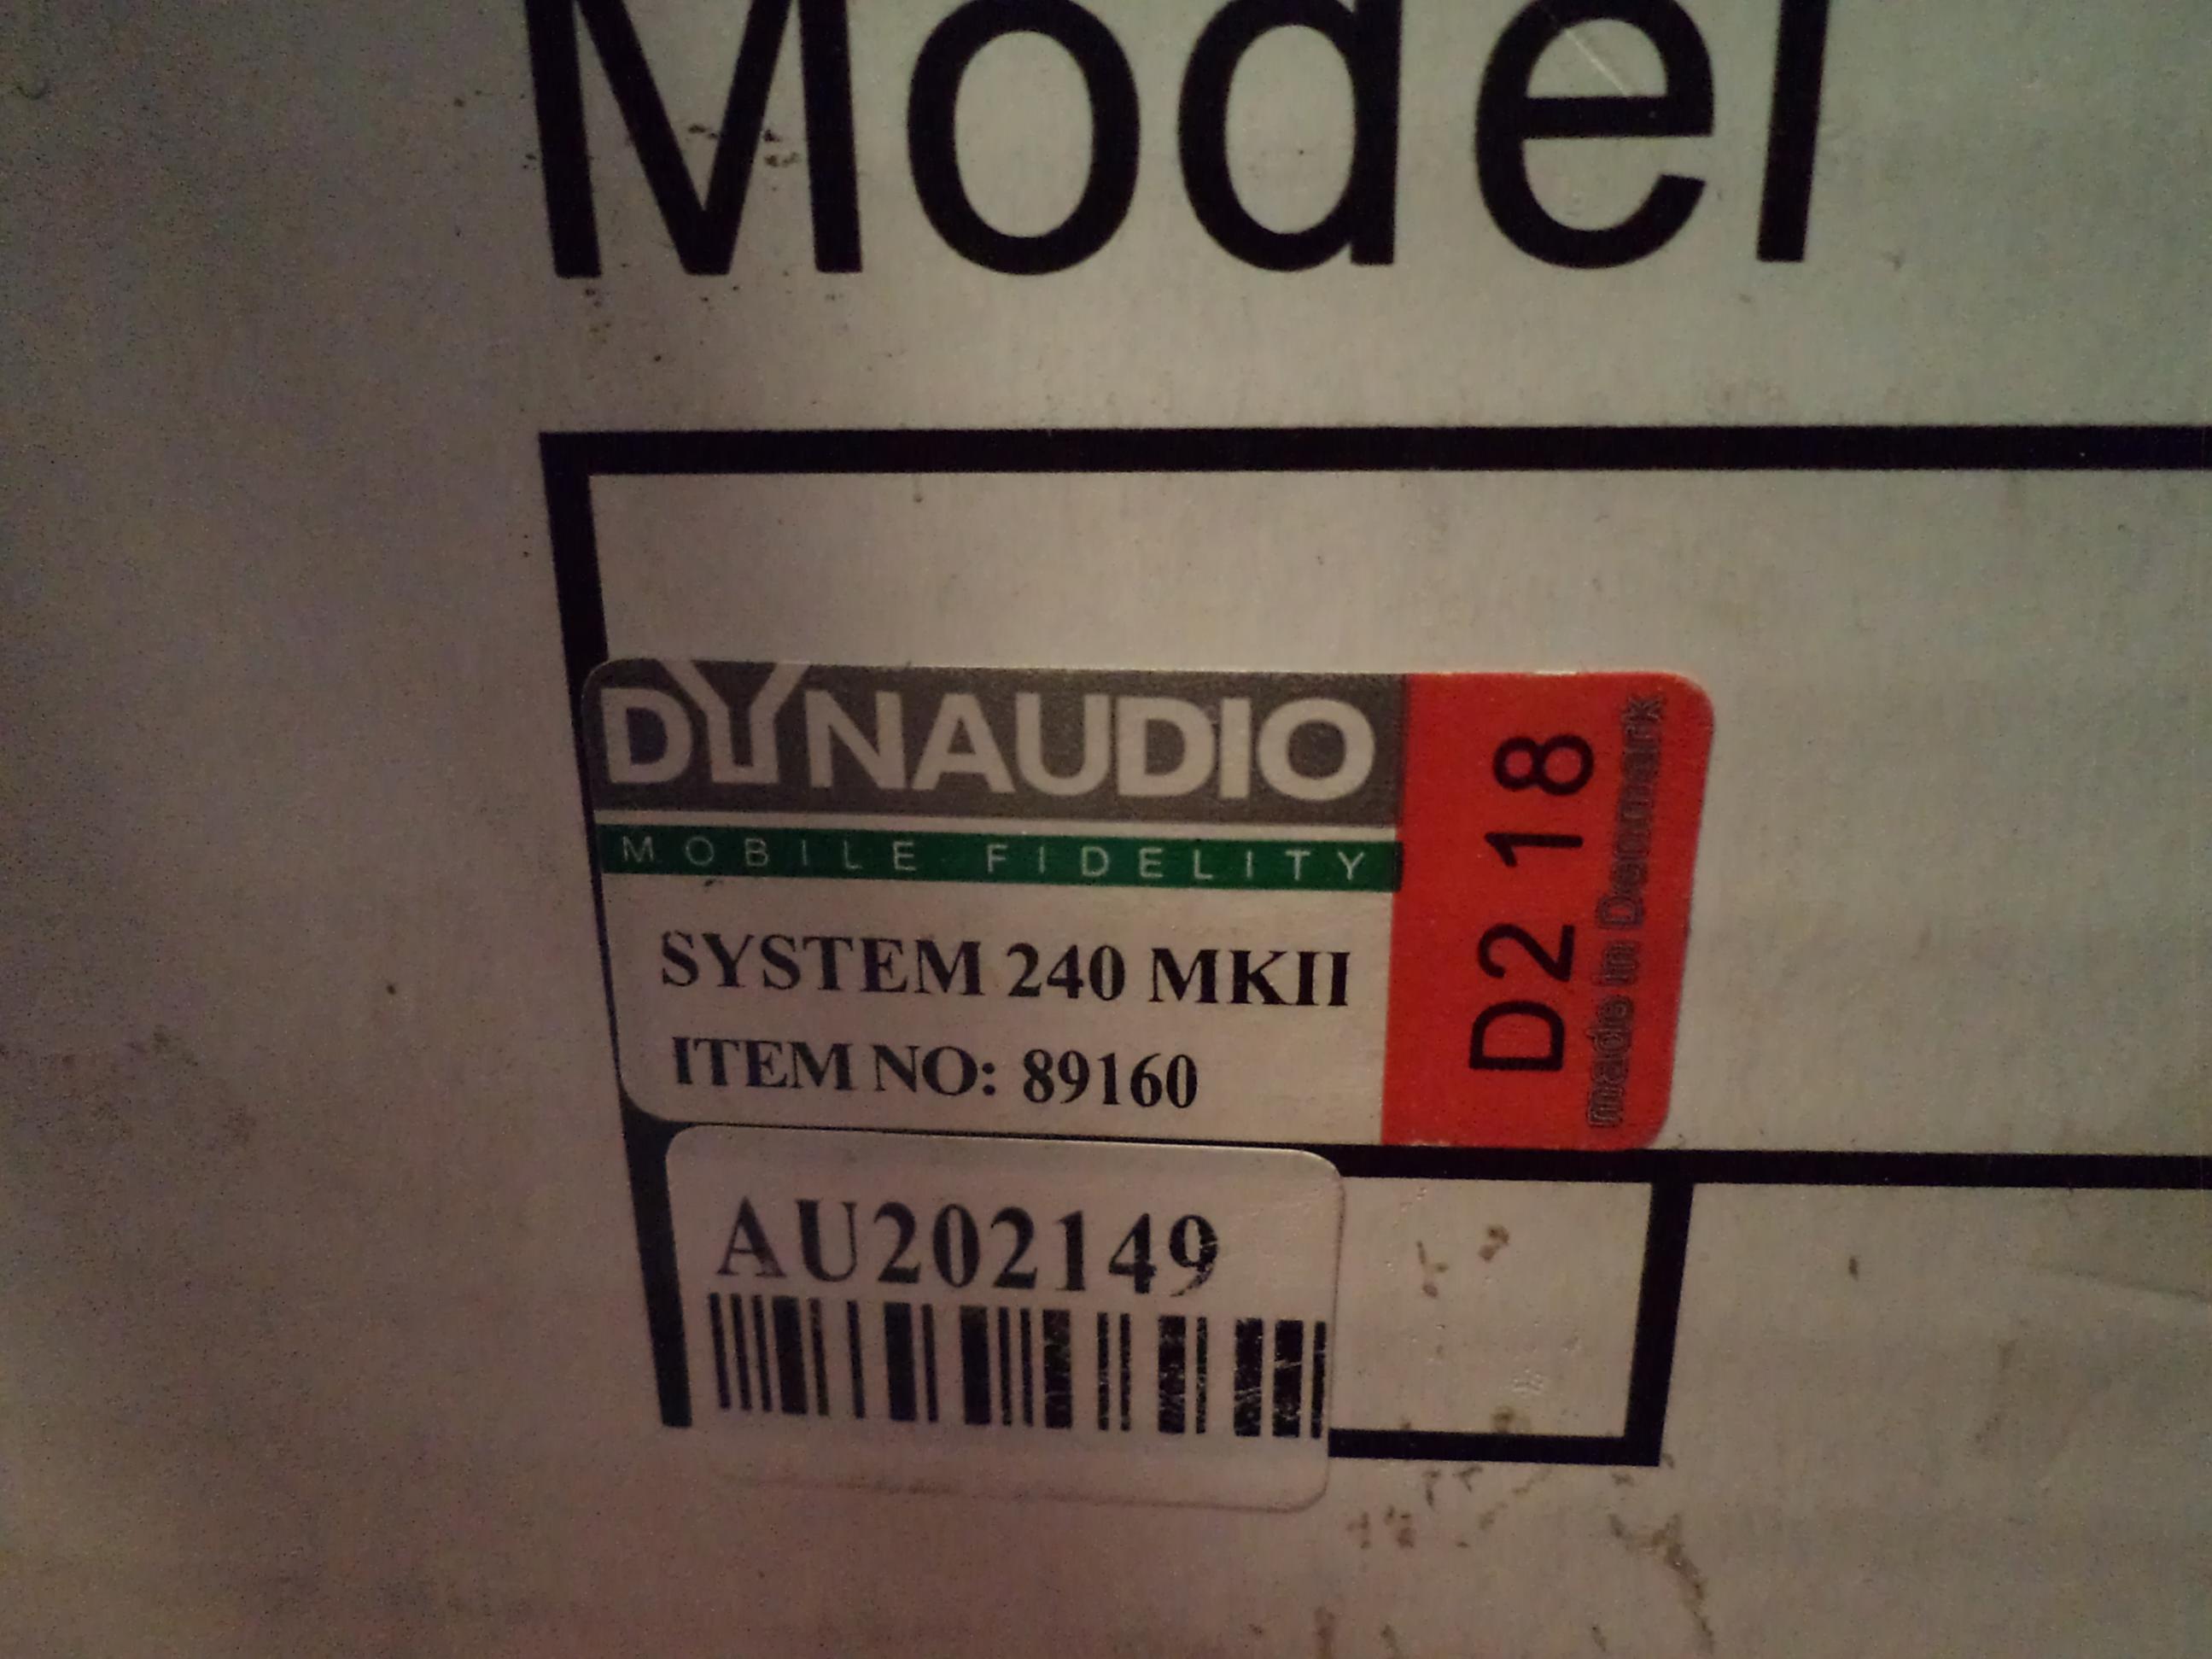 Model
DYNAUDIO
MOBILE FIDELITY
SYSTEM 240 MKII
ITEM NO: 89160
D2 18
made in Denmark
AU202149